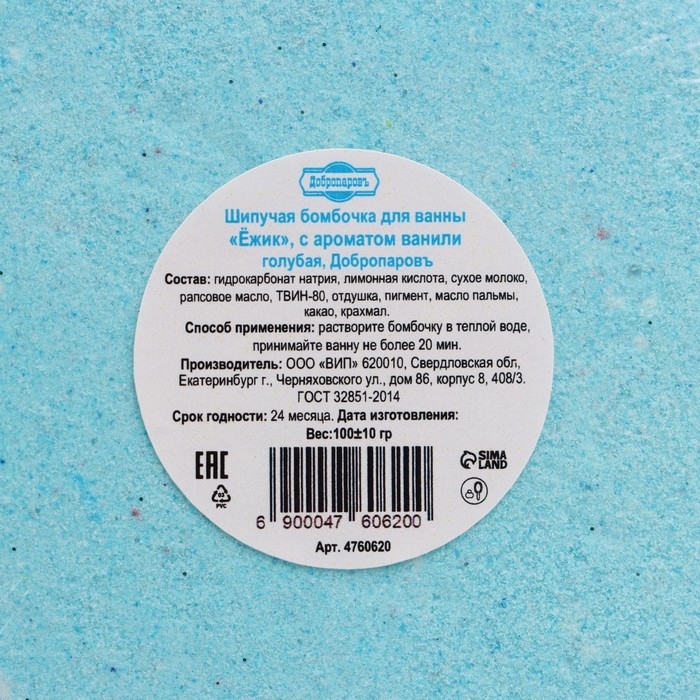 Добропаровъ
Шипучая бомбочка для ванны
«Ёжик», с ароматом ванили
голубая, Добропаровъ
Состав: гидрокарбонат натрия, лимонная кислота, сухое молоко,
рапсовое масло, ТВИН-80, отдушка, пигмент, масло пальмы,
какао, крахмал.
Способ применения: растворите бомбочку в теплой воде,
принимайте ванну не более 20 мин.
Производитель: ООО «ВИП» 620010, Свердловская обл,
Екатеринбург г., Черняховского ул., дом 86, корпус 8, 408/3.
ГОСТ 32851-2014
Срок годности: 24 месяца. Дата изготовления:
Вес:100±10 гр
EAC
03
PVC
SIMA
LAND
6 900047 606200
Арт. 4760620